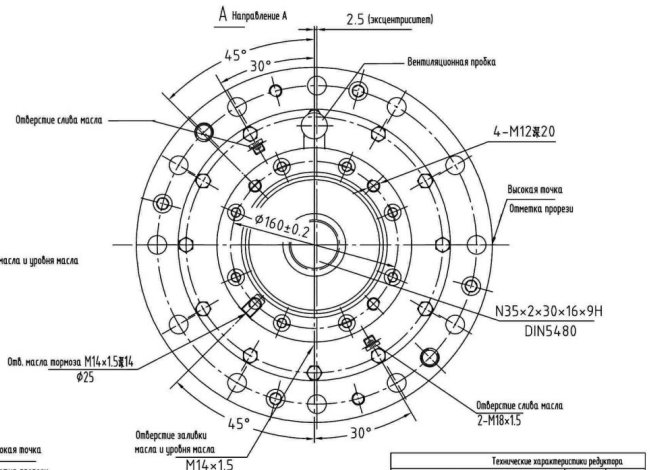 A Направление A
2.5 (эксцентриситет)
45°
30°
Вентиляционная пробка
Отверстие слива масла
4-M12 20
Высокая точка
Отметка прорези
ϕ160±0.2
масла и уровня масла
N35×2×30×16×9H
DIN5480
Отв. масла тормоза M14×1.5 14
ϕ25
Отверстие слива масла
2-M18×1.5
45°
30°
Отверстие заливки
масла и уровня масла
M14×1.5
окая точка
Технические характеристики редуктора